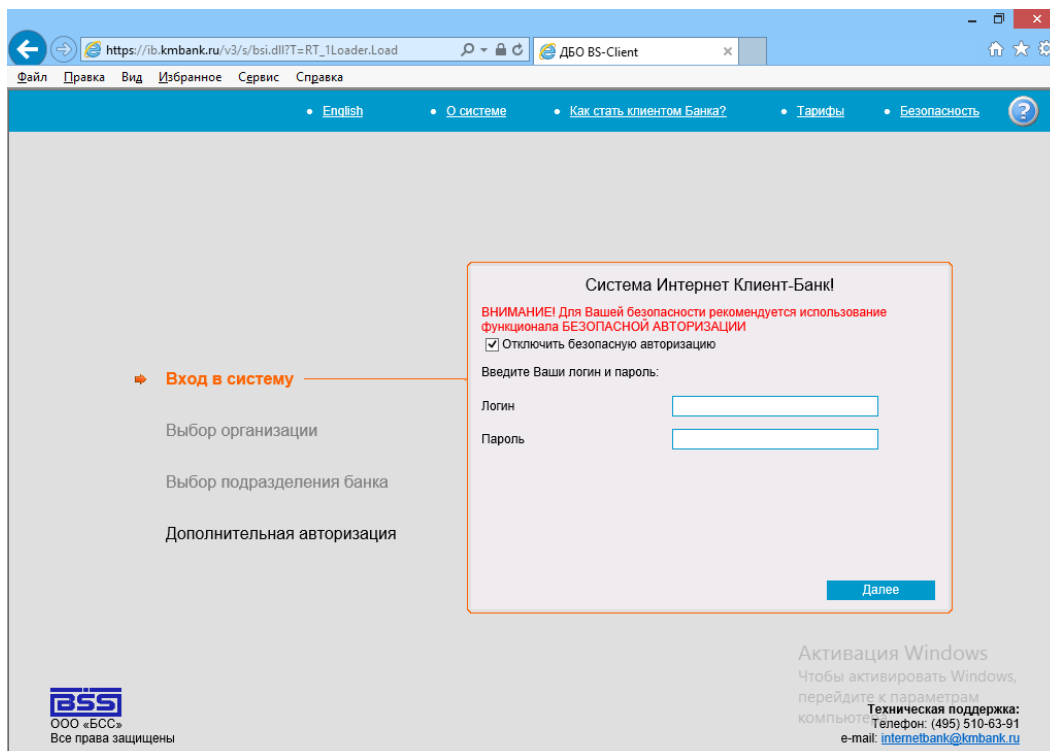 https://ib.kmbank.ru/v3/s/bsi.dll?T=RT_1Loader.Load
ДБО BS-Client
Файл Правка Вид Избранное Сервис Справка
English О системе Как стать клиентом Банка? Тарифы Безопасность
Система Интернет Клиент-Банк!
ВНИМАНИЕ! Для Вашей безопасности рекомендуется использование
функционала БЕЗОПАСНОЙ АВТОРИЗАЦИИ
Отключить безопасную авторизацию
Введите Ваши логин и пароль:
Логин
Пароль
Далее
Вход в систему
Выбор организации
Выбор подразделения банка
Дополнительная авторизация
BSS
ООО «БСС»
Все права защищены
Активация Windows
Чтобы активировать Windows,
перейдите к параметрам
Техническая поддержка:
Телефон: (495) 510-63-91
e-mail: internetbank@kmbank.ru